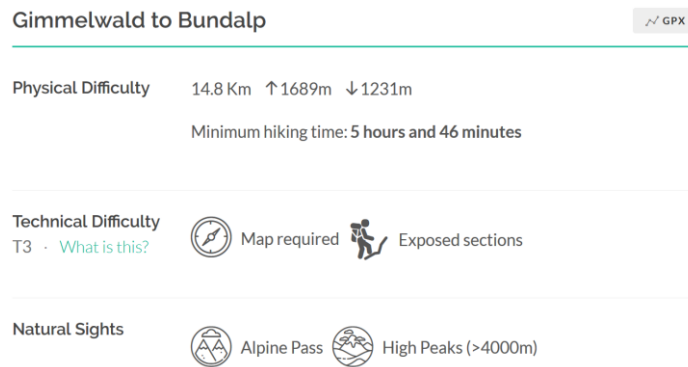 Gimmelwald to Bundalp
GPX
Physical Difficulty
14.8 Km ↑1689m ↓1231m
Minimum hiking time: 5 hours and 46 minutes
Technical Difficulty
T3 · What is this?
Map required
Exposed sections
Natural Sights
Alpine Pass
High Peaks (>4000m)